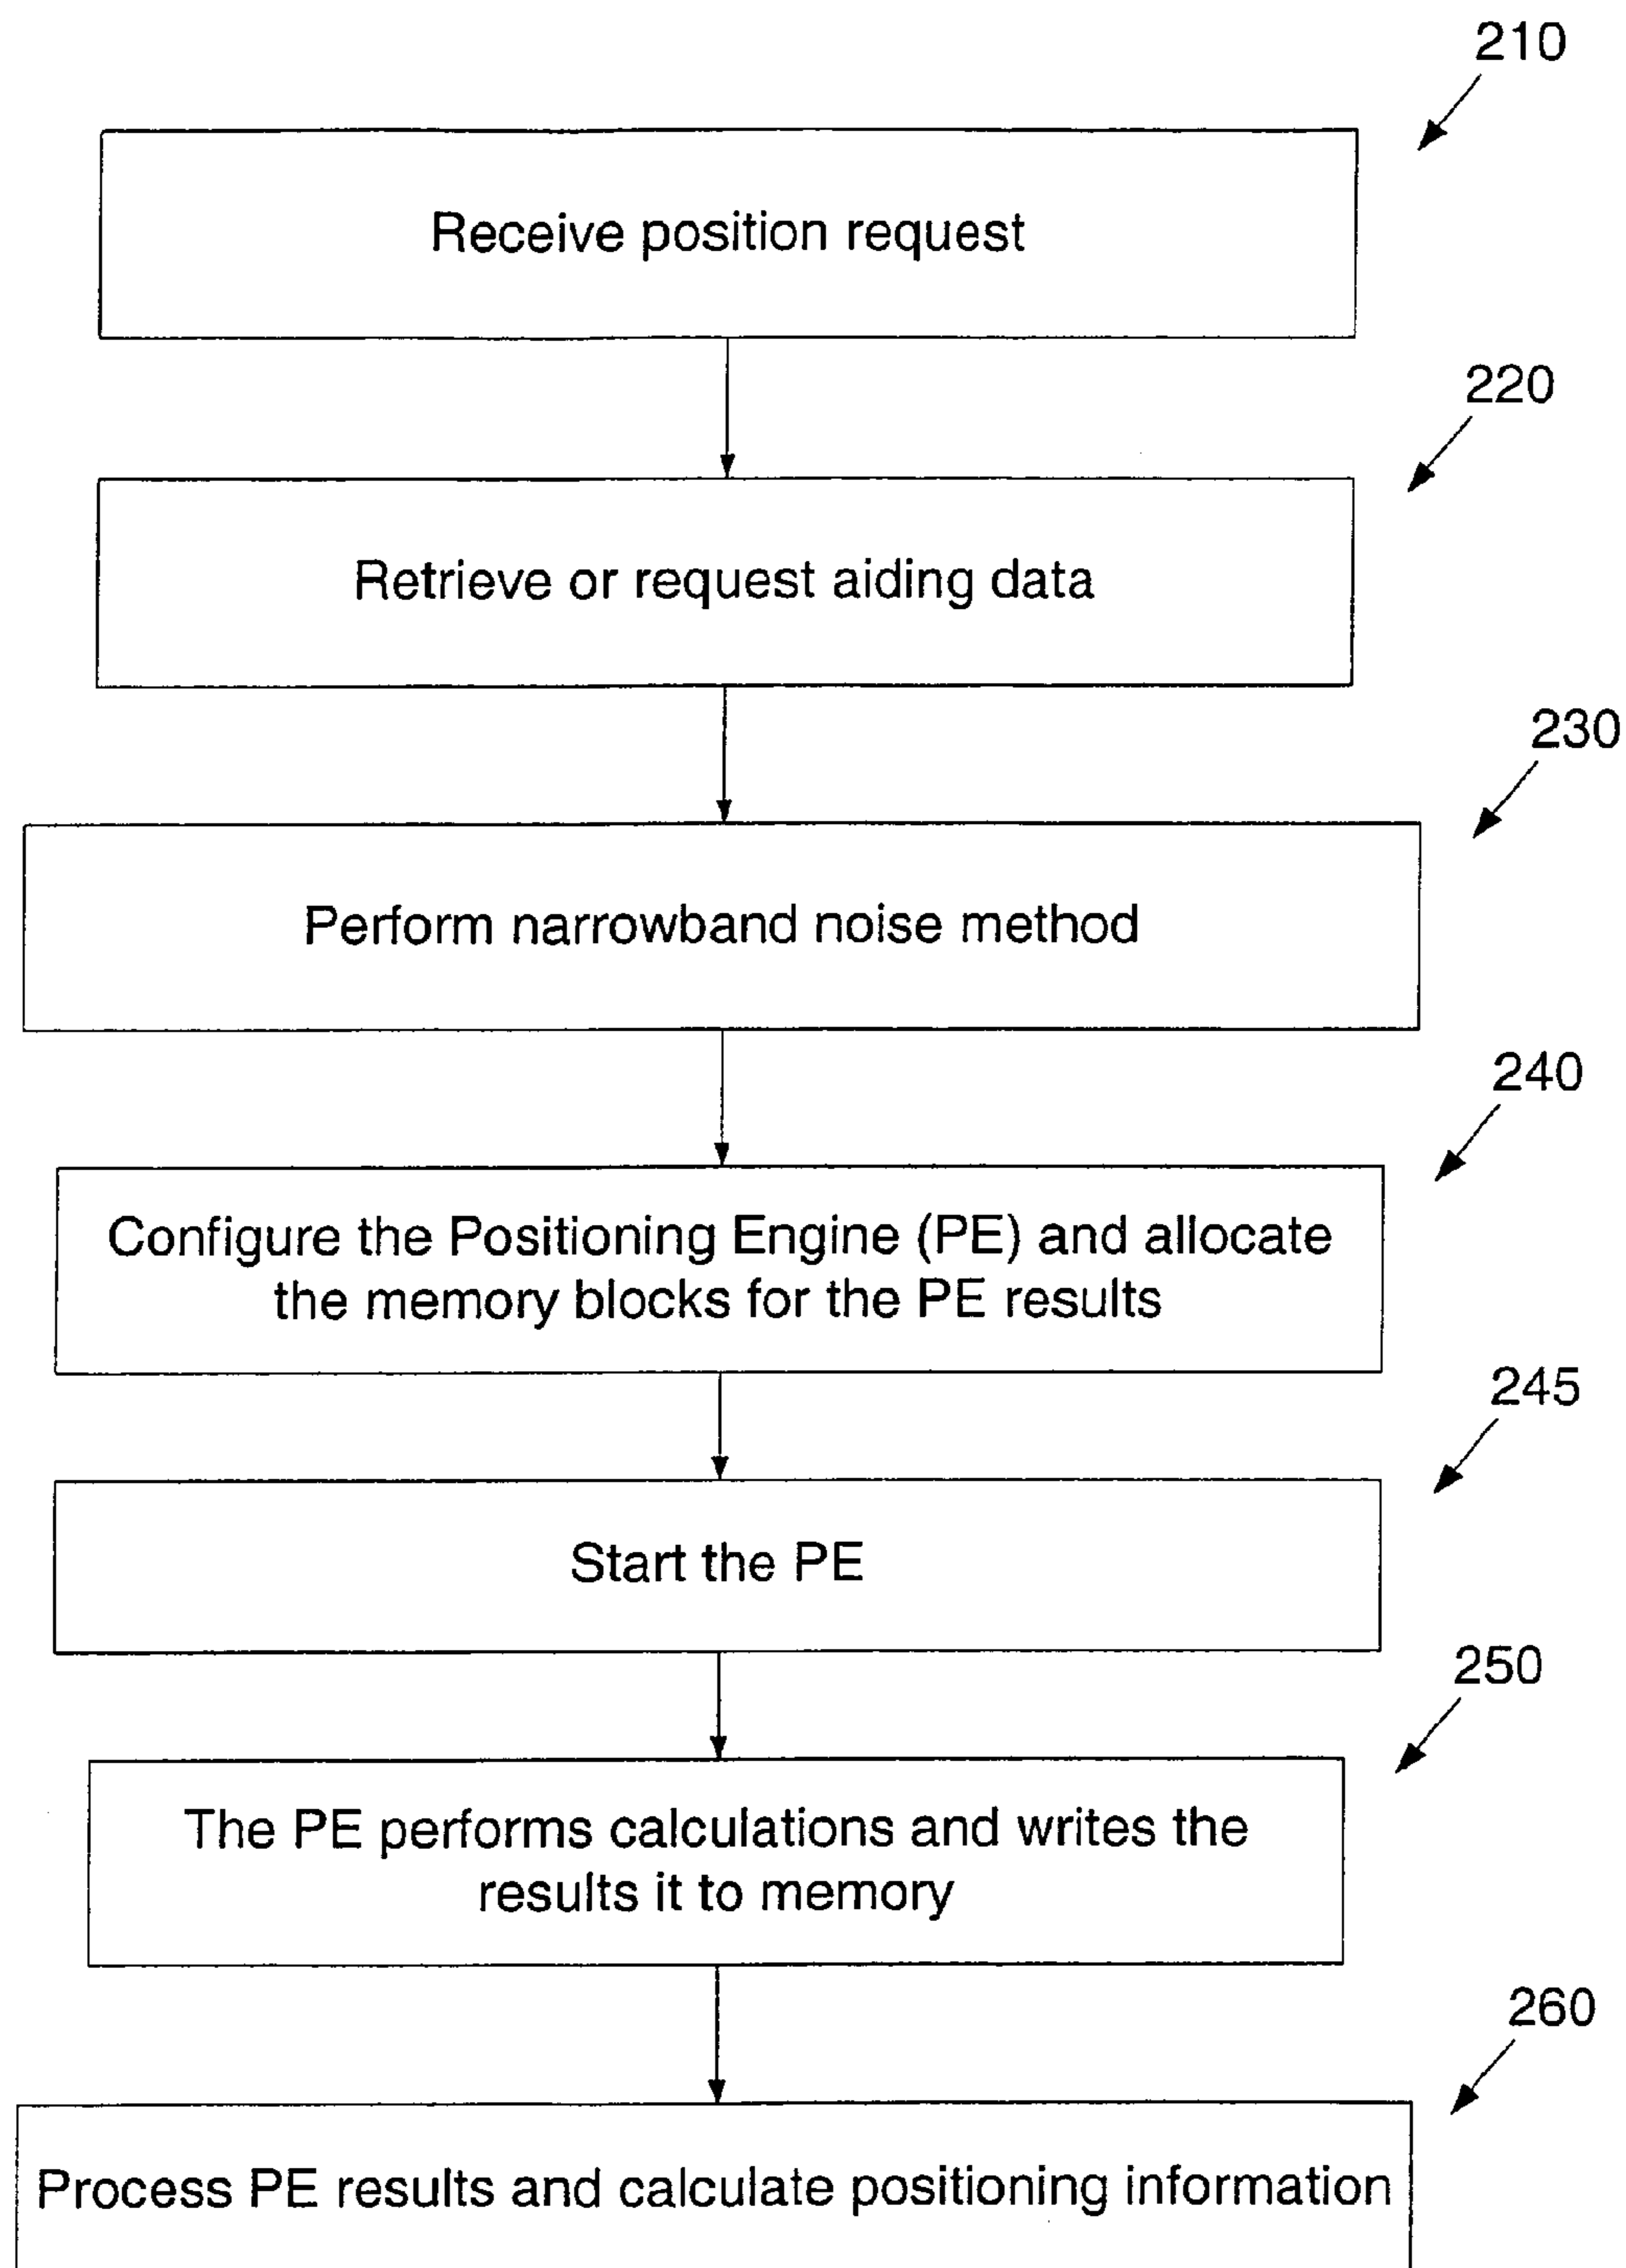 210
Receive position request
220
Retrieve or request aiding data
230
Perform narrowband noise method
240
Configure the Positioning Engine (PE) and allocate
the memory blocks for the PE results
245
Start the PE
250
The PE performs calculations and writes the
results it to memory
260
Process PE results and calculate positioning information